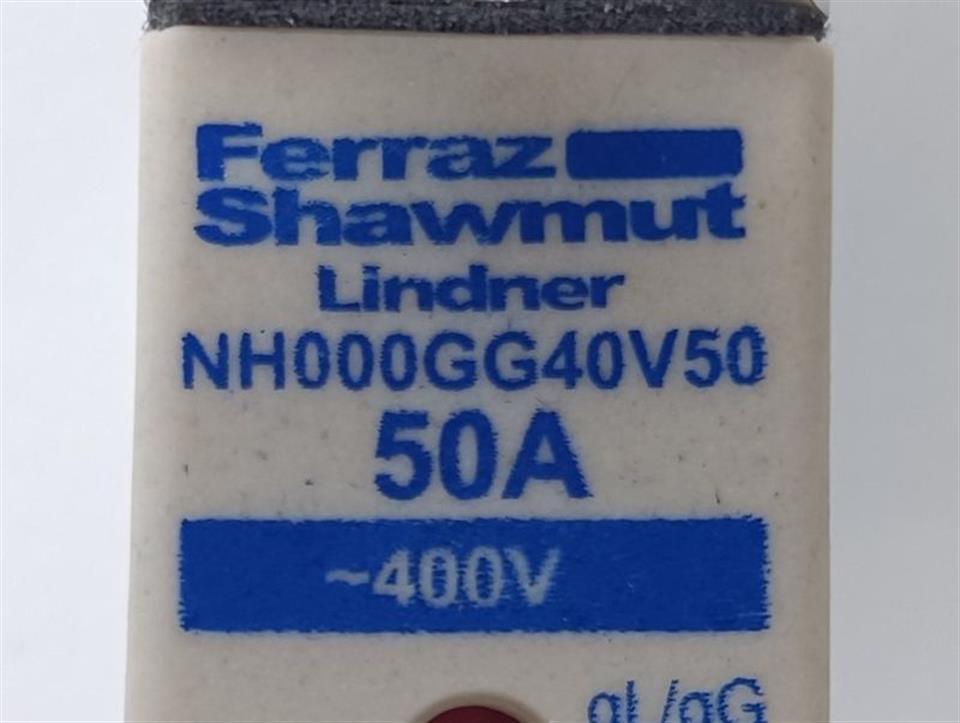 Ferraz
Shawmut
Lindner
NH000GG40V50
50A
~400V
gL/gG